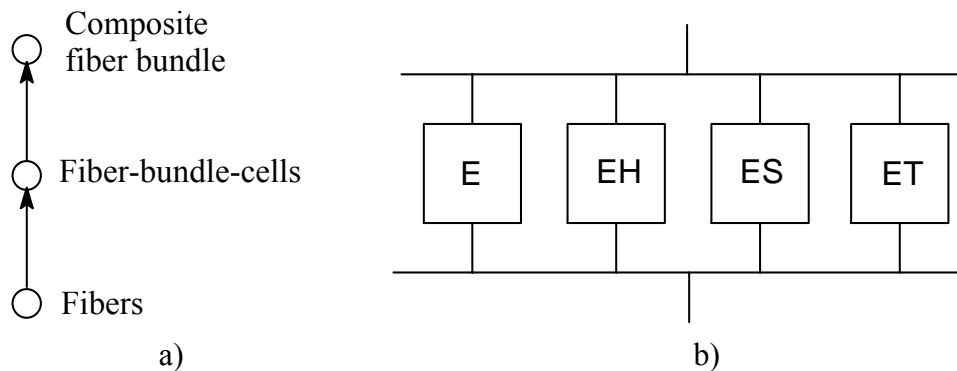 Composite
fiber bundle
Fiber-bundle-cells
Fibers
a)
E
EH
ES
ET
b)